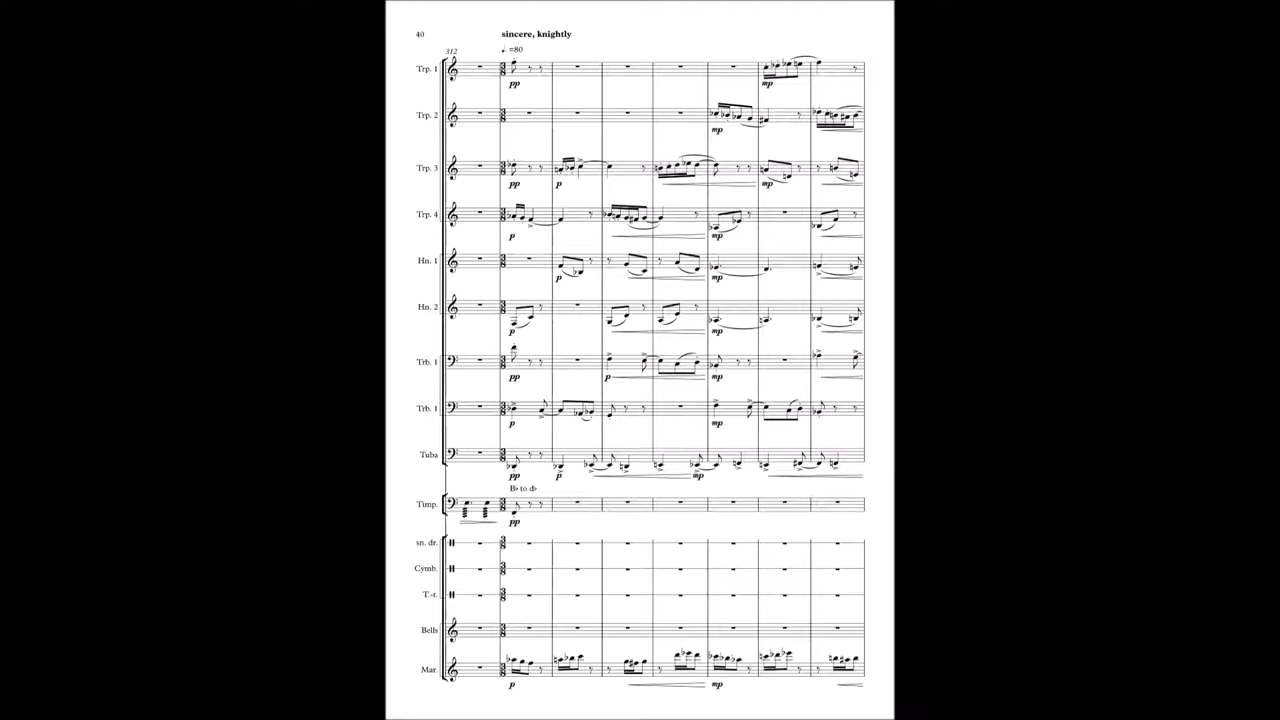 40
sincere, knightly
312
♩. =80
Trp. 1
pp
mp
Trp. 2
mp
Trp. 3
pp
p
mp
Trp. 4
p
mp
Hn. 1
p
mp
Hn. 2
p
mp
Trb. 1
pp
p
mp
Trb. 1
p
mp
Tuba
pp
p
mp
B♭ to d♭
Timp.
pp
sn. dr.
Cymb.
T.-t.
Bells
Mar.
p
mp